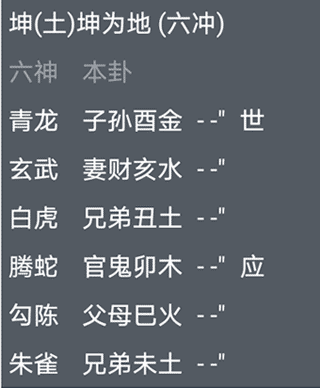 坤(土)坤为地 (六冲)
六神 本卦
青龙 子孙酉金 - -" 世
玄武 妻财亥水 - -"
白虎 兄弟丑土 - -"
腾蛇 官鬼卯木 - -" 应
勾陈 父母巳火 - -"
朱雀 兄弟未土 - -"